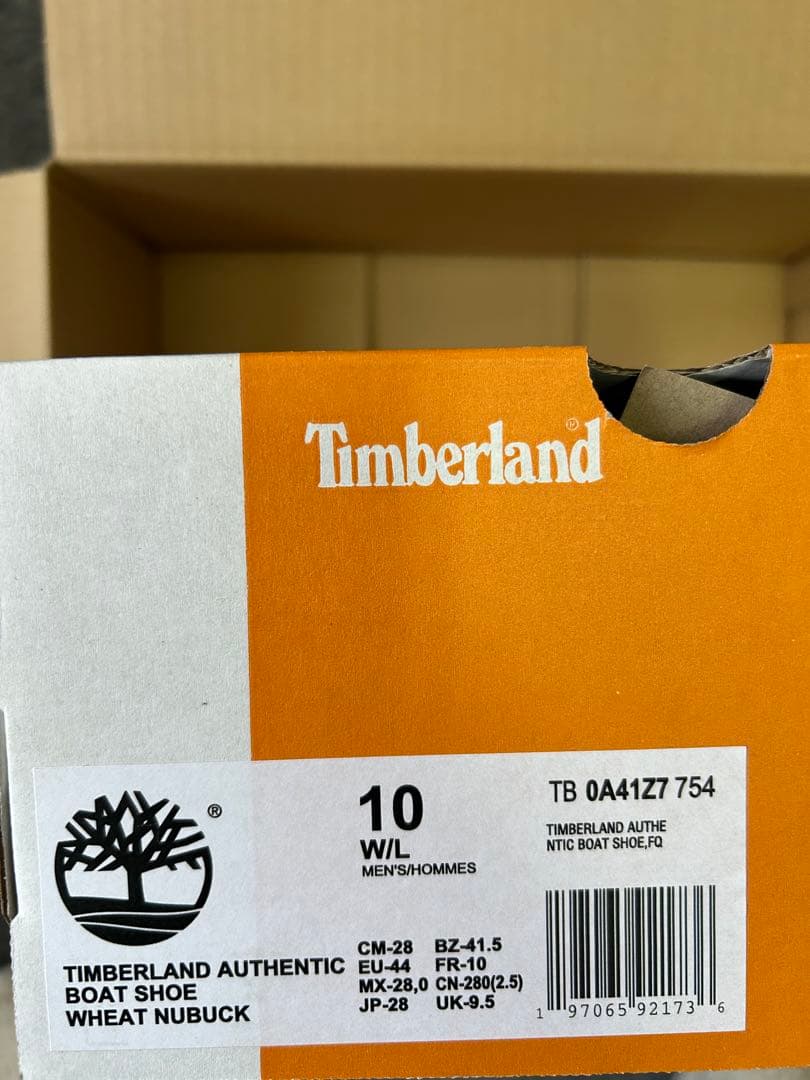 Timberland®
®
10
W/L
MEN'S/HOMMES
TB 0A41Z7 754
TIMBERLAND AUTHE
NTIC BOAT SHOE,FQ
TIMBERLAND AUTHENTIC
BOAT SHOE
WHEAT NUBUCK
CM-28 BZ-41.5
EU-44 FR-10
MX-28,0 CN-280(2.5)
JP-28 UK-9.5
1 97065 92173 6